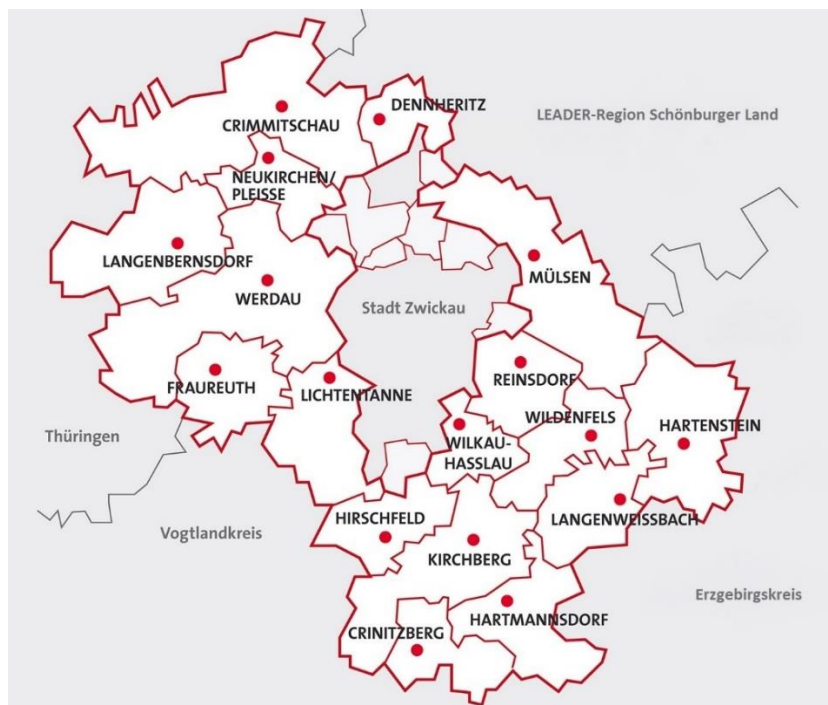 DENNHERITZ
LEADER-Region Schönburger Land
CRIMMITSCHAU
NEUKIRCHEN/
PLEISSE
LANGENBERNSDORF
MÜLSEN
WERDAU
Stadt Zwickau
FRAUREUTH
LICHTENTANNE
REINSDORF
WILDENFELS
HARTENSTEIN
Thüringen
WILKAU-
HASSLAU
HIRSCHFELD
LANGENWEISSBACH
Vogtlandkreis
KIRCHBERG
Erzgebirgskreis
HARTMANNSDORF
CRINITZBERG